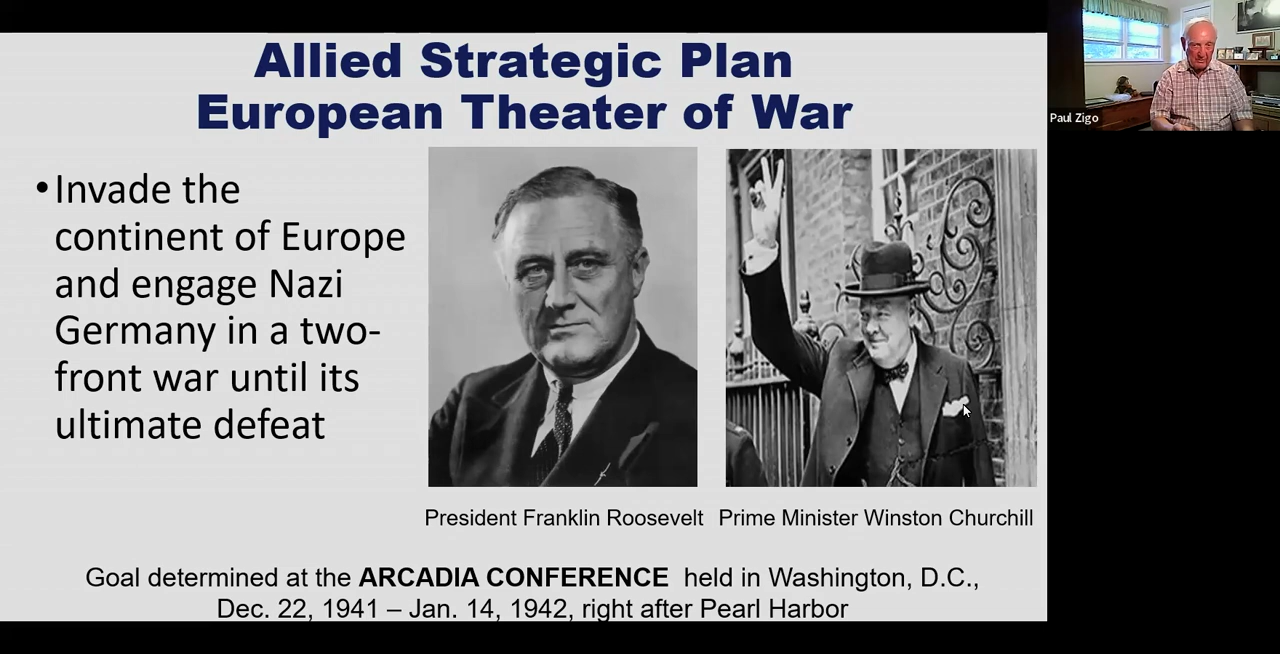 Allied Strategic Plan
European Theater of War
•Invade the
continent of Europe
and engage Nazi
Germany in a two-
front war until its
ultimate defeat
President Franklin Roosevelt
Prime Minister Winston Churchill
Goal determined at the ARCADIA CONFERENCE held in Washington, D.C.,
Dec. 22, 1941 – Jan. 14, 1942, right after Pearl Harbor
Paul Zigo